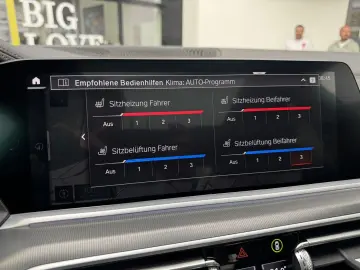 BIG
LOVE
Empfohlene Bedienhilfen Klima: AUTO-Programm
Sitzheizung Fahrer
Sitzheizung Beifahrer
Aus 1 2 3
Aus 1 2 3
Sitzbelüftung Fahrer
Sitzbelüftung Beifahrer
Aus 1 2 3
Aus 1 2 3